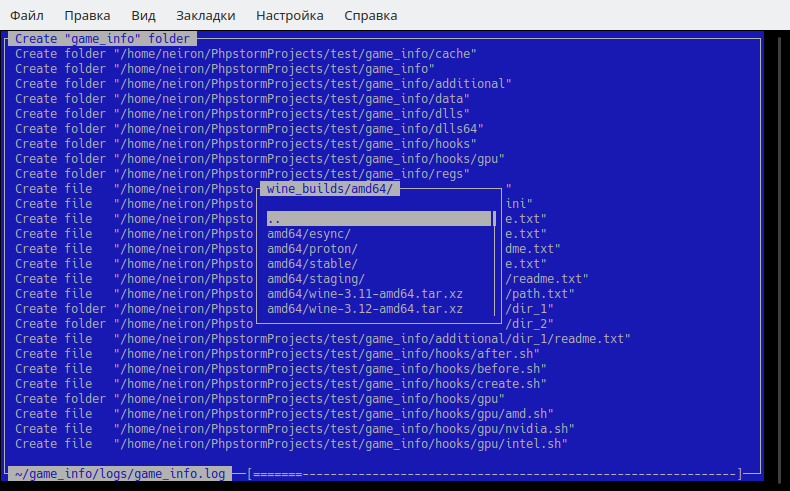 Файл Правка Вид Закладки Настройка Справка
Create "game_info" folder
Create folder "/home/neiron/PhpstormProjects/test/game_info/cache"
Create folder "/home/neiron/PhpstormProjects/test/game_info"
Create folder "/home/neiron/PhpstormProjects/test/game_info/additional"
Create folder "/home/neiron/PhpstormProjects/test/game_info/data"
Create folder "/home/neiron/PhpstormProjects/test/game_info/dlls"
Create folder "/home/neiron/PhpstormProjects/test/game_info/dlls64"
Create folder "/home/neiron/PhpstormProjects/test/game_info/hooks"
Create folder "/home/neiron/PhpstormProjects/test/game_info/hooks/gpu"
Create folder "/home/neiron/PhpstormProjects/test/game_info/regs"
Create file "/home/neiron/Phpsto wine_builds/amd64/ "
Create file "/home/neiron/Phpsto ini"
Create file "/home/neiron/Phpsto .. e.txt"
Create file "/home/neiron/Phpsto amd64/esync/ e.txt"
Create file "/home/neiron/Phpsto amd64/proton/ dme.txt"
Create file "/home/neiron/Phpsto amd64/stable/ e.txt"
Create file "/home/neiron/Phpsto amd64/staging/ /readme.txt"
Create file "/home/neiron/Phpsto amd64/wine-3.11-amd64.tar.xz /path.txt"
Create folder "/home/neiron/Phpsto amd64/wine-3.12-amd64.tar.xz /dir_1"
Create folder "/home/neiron/Phpsto /dir_2"
Create file "/home/neiron/PhpstormProjects/test/game_info/additional/dir_1/readme.txt"
Create file "/home/neiron/PhpstormProjects/test/game_info/hooks/after.sh"
Create file "/home/neiron/PhpstormProjects/test/game_info/hooks/before.sh"
Create file "/home/neiron/PhpstormProjects/test/game_info/hooks/create.sh"
Create folder "/home/neiron/PhpstormProjects/test/game_info/hooks/gpu"
Create file "/home/neiron/PhpstormProjects/test/game_info/hooks/gpu/amd.sh"
Create file "/home/neiron/PhpstormProjects/test/game_info/hooks/gpu/nvidia.sh"
Create file "/home/neiron/PhpstormProjects/test/game_info/hooks/gpu/intel.sh"
~/game_info/logs/game_info.log [=======--------------------------------------------------------------]